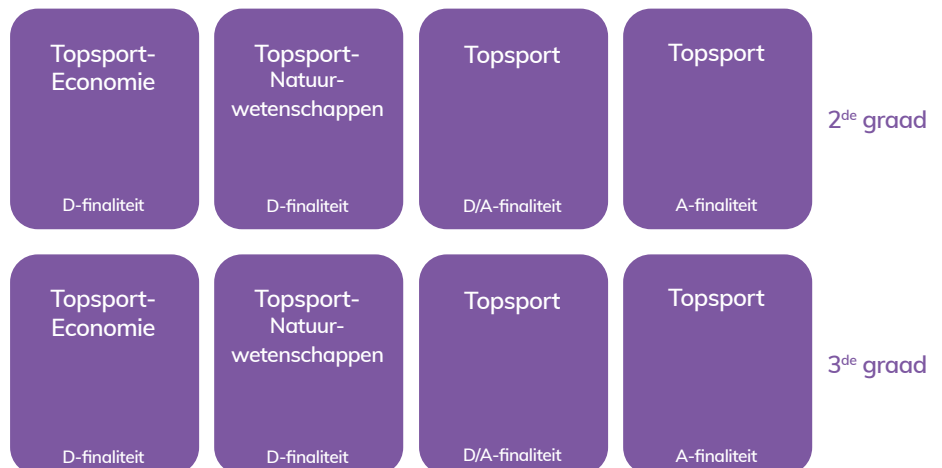 Topsport-
Economie
D-finaliteit
Topsport-
Natuur-
wetenschappen
D-finaliteit
Topsport
D/A-finaliteit
Topsport
A-finaliteit
2de graad
Topsport-
Economie
D-finaliteit
Topsport-
Natuur-
wetenschappen
D-finaliteit
Topsport
D/A-finaliteit
Topsport
A-finaliteit
3de graad